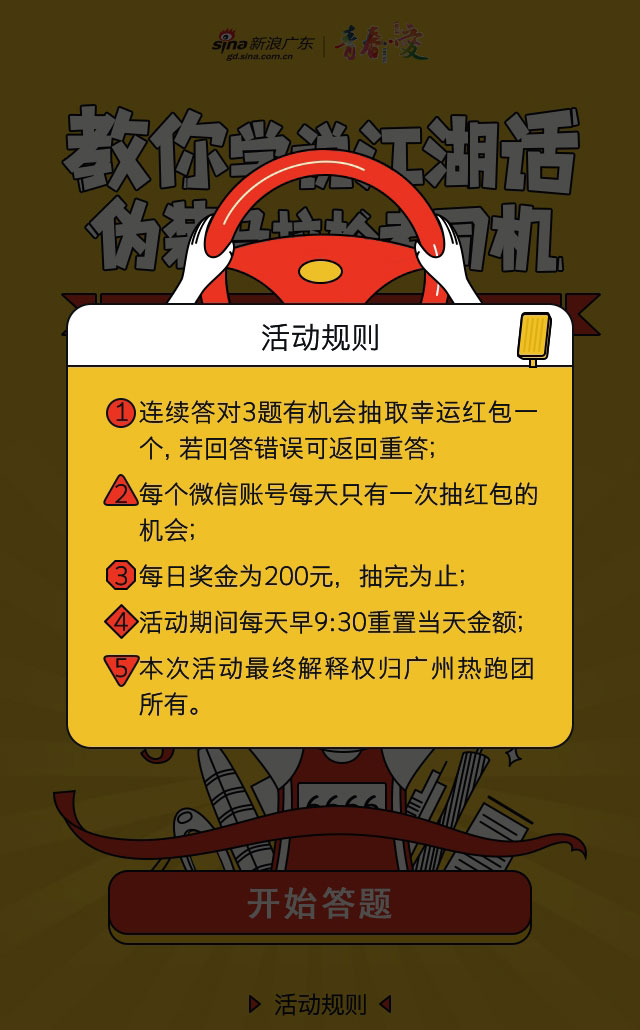 sina 新浪广东
gd.sina.com.cn
青春
爱
教你学说江湖话
伪装
司机
活动规则
1 连续答对3题有机会抽取幸运红包一
个, 若回答错误可返回重答;
2 每个微信账号每天只有一次抽红包的
机会;
3 每日奖金为200元, 抽完为止;
4 活动期间每天早9:30重置当天金额;
5 本次活动最终解释权归广州热跑团
所有。
6666
开始答题
活动规则